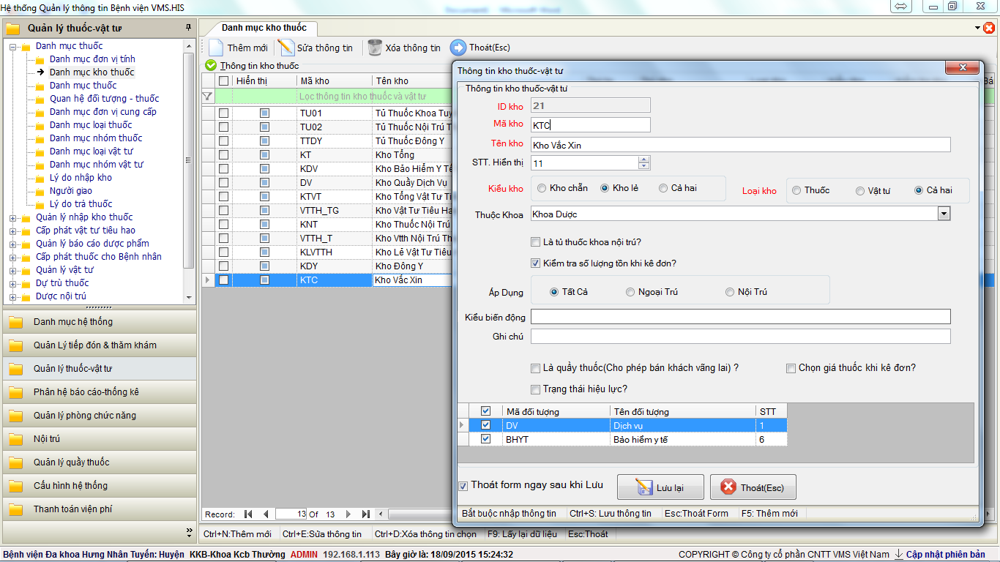 Hệ thống Quản lý thông tin Bệnh viện VMS.HIS
Quản lý thuốc-vật tư
Danh mục thuốc
Danh mục đơn vị tính
Danh mục kho thuốc
Danh mục thuốc
Quan hệ đối tượng - thuốc
Danh mục đơn vị cung cấp
Danh mục loại thuốc
Danh mục nhóm thuốc
Danh mục loại vật tư
Danh mục nhóm vật tư
Lý do nhập kho
Người giao
Lý do trả thuốc
Quản lý nhập kho thuốc
Cấp phát vật tư tiêu hao
Quản lý báo cáo dược phẩm
Cấp phát thuốc cho Bệnh nhân
Quản lý vật tư
Dự trù thuốc
Dược nội trú
Danh mục hệ thống
Quản Lý tiếp đón & thăm khám
Quản lý thuốc-vật tư
Phân hệ báo cáo-thống kê
Quản lý phòng chức năng
Nội trú
Quản lý quầy thuốc
Cấu hình hệ thống
Thanh toán viện phí
Danh mục kho thuốc
Thêm mới Sửa thông tin Xóa thông tin Thoát(Esc)
Thông tin kho thuốc
Hiển thị Mã kho Tên kho
Lọc thông tin kho thuốc và vật tư
TU01 Tủ Thuốc Khoa Tuy
TU02 Tủ Thuốc Nội Trú T
TTDY Tủ Thuốc Đông Y
KT Kho Tổng
KDV Kho Bảo Hiểm Y Tế
DV Kho Quầy Dịch Vụ
KTVT Kho Tổng Vật Tư Ti
VTTH_TG Kho Vật Tư Tiêu Ha
KNT Kho Thuốc Nội Trú
VTTH_T Kho Vtth Nội Trú Th
KLVTTH Kho Lẻ Vật Tư Tiêu
KDY Kho Đông Y
KTC Kho Vắc Xin
Record: 13 Of 13
Ctrl+N:Thêm mới Ctrl+E:Sửa thông tin Ctrl+D:Xóa thông tin chọn F9: Lấy lại dữ liệu Esc:Thoát
Bá
Thông tin kho thuốc-vật tư
Thông tin kho thuốc-vật tư
ID kho 21
Mã kho KTC
Tên kho Kho Vắc Xin
STT. Hiển thị 11
Kiểu kho Kho chẵn Kho lẻ Cả hai Loại kho Thuốc Vật tư Cả hai
Thuộc Khoa Khoa Dược
Là tủ thuốc khoa nội trú?
Kiểm tra số lượng tồn khi kê đơn?
Áp Dụng Tất Cả Ngoại Trú Nội Trú
Kiểu biến động
Ghi chú
Là quầy thuốc(Cho phép bán khách vãng lai) ? Chọn giá thuốc khi kê đơn?
Trạng thái hiệu lực?
Mã đối tượng Tên đối tượng STT
DV Dịch vụ 1
BHYT Bảo hiểm y tế 6
Thoát form ngay sau khi Lưu Lưu lại Thoát(Esc)
Bắt buộc nhập thông tin Ctrl+S: Lưu thông tin Esc:Thoát Form F5: Thêm mới
Bệnh viện Đa khoa Hưng Nhân Tuyến: Huyện KKB-Khoa Kcb Thường ADMIN 192.168.1.113 Bây giờ là: 18/09/2015 15:24:32 COPYRIGHT © Công ty cổ phần CNTT VMS Việt Nam Cập nhật phiên bản